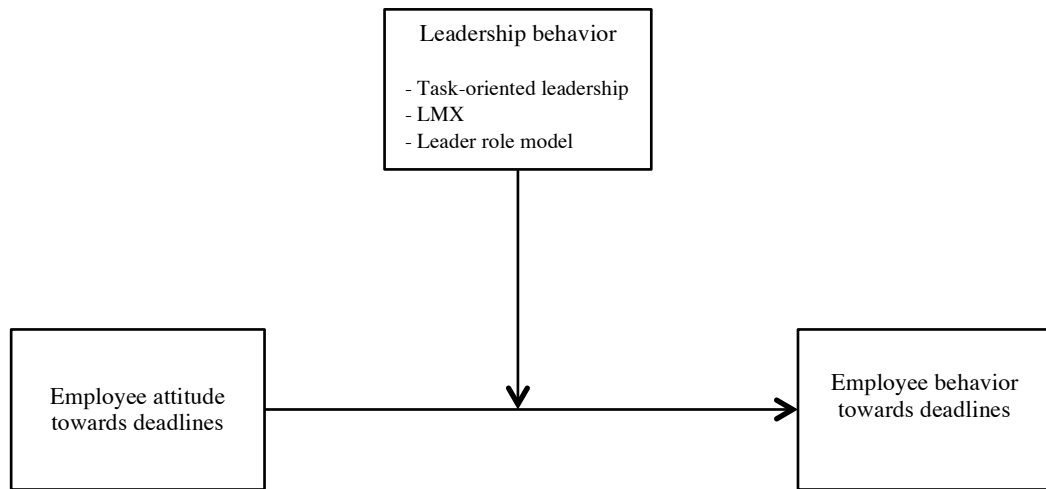 Leadership behavior
- Task-oriented leadership
- LMX
- Leader role model
Employee attitude
towards deadlines
Employee behavior
towards deadlines